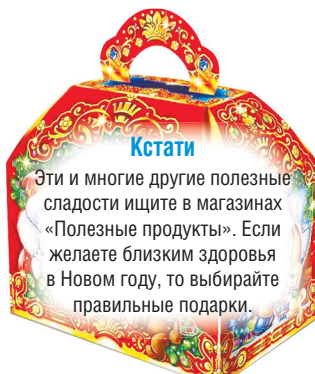 Кстати
Эти и многие другие полезные
сладости ищите в магазинах
«Полезные продукты». Если
желаете близким здоровья
в Новом году, то выбирайте
правильные подарки.